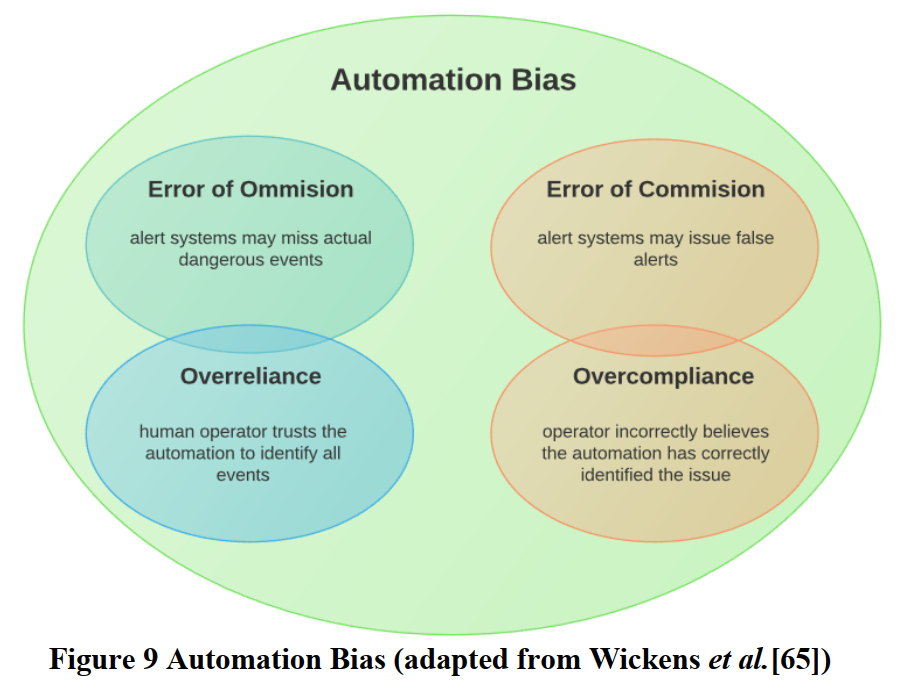 Automation Bias
Error of Ommision
alert systems may miss actual
dangerous events
Error of Commision
alert systems may issue false
alerts
Overreliance
human operator trusts the
automation to identify all
events
Overcompliance
operator incorrectly believes
the automation has correctly
identified the issue
Figure 9 Automation Bias (adapted from Wickens et al.[65])